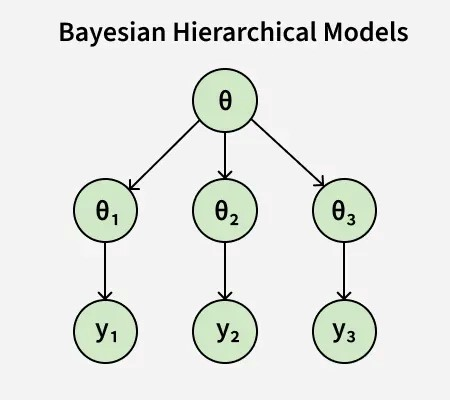 Bayesian Hierarchical Models
θ
θ₁ θ₂ θ₃
y₁ y₂ y₃